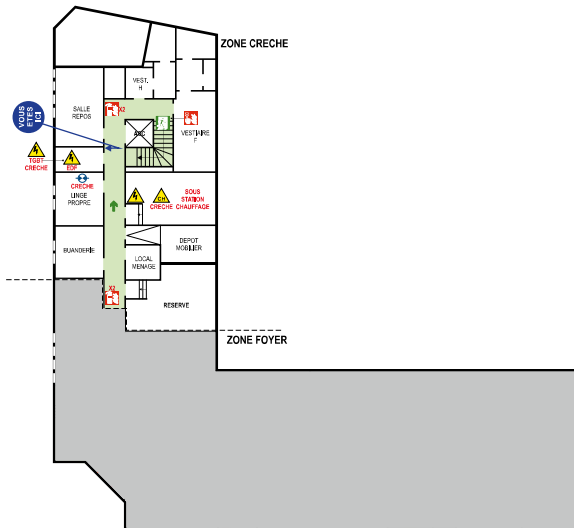 ZONE CRECHE
VEST.
H
SALLE
REPOS
X2
VOUS
ETES
ICI
ASC
VESTIAIRE
F
TGBT
CRECHE
EDF
CRECHE
LINGE
PROPRE
CH
CRECHE
SOUS
STATION
CHAUFFAGE
BUANDERIE
DEPOT
MOBILIER
LOCAL
MENAGE
X2
RESERVE
ZONE FOYER